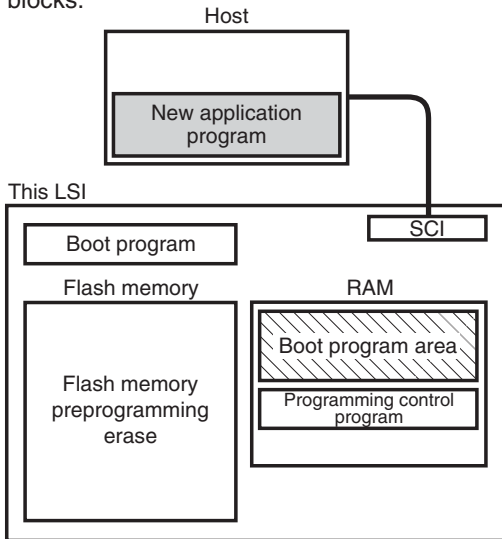 blocks.
Host
New application
program
This LSI
SCI
Boot program
Flash memory
RAM
Boot program area
Flash memory
preprogramming
erase
Programming control
program